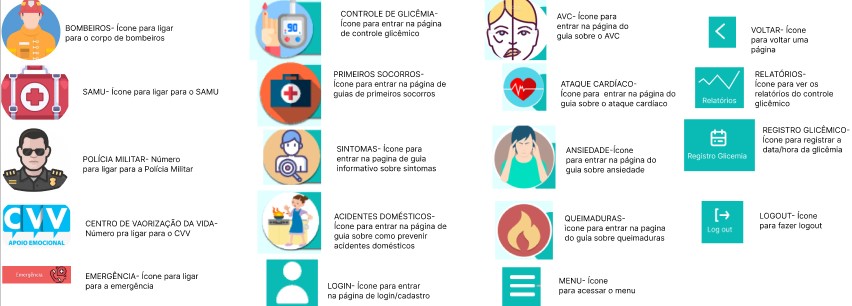 BOMBEIROS- Ícone para ligar
para o corpo de bombeiros
SAMU- Ícone para ligar para o SAMU
POLÍCIA MILITAR- Número
para ligar para a Polícia Militar
CVV
APOIO EMOCIONAL
CENTRO DE VAORIZAÇÃO DA VIDA-
Número pra ligar para o CVV
Emergência
EMERGÊNCIA- Ícone para ligar
para a emergência
90
CONTROLE DE GLICÊMIA-
Ícone para entrar na página
de controle glicêmico
PRIMEIROS SOCORROS-
Ícone para entrar na página de
guias de primeiros socorros
SINTOMAS- Ícone para
entrar na pagina de guia
informativo sobre sintomas
ACIDENTES DOMÉSTICOS-
Ícone para entrar na página de
guia sobre como prevenir
acidentes domésticos
LOGIN- Ícone para entrar
na página de login/cadastro
AVC- Ícone para
entrar na página do
guia sobre o AVC
ATAQUE CARDÍACO-
Ícone para entrar na página do
guia sobre o ataque cardíaco
ANSIEDADE-Ícone
para entrar na página do
guia sobre ansiedade
QUEIMADURAS-
icone para entrar na pagina
do guia sobre queimaduras
MENU- Ícone
para acessar o menu
VOLTAR- Ícone
para voltar uma
página
Relatórios
RELATÓRIOS-
Ícone para ver os
relatórios do controle
glicêmico
Registro Glicemia
REGISTRO GLICÊMICO-
Ícone para registrar a
data/hora da glicêmia
Log out
LOGOUT- Ícone
para fazer logout